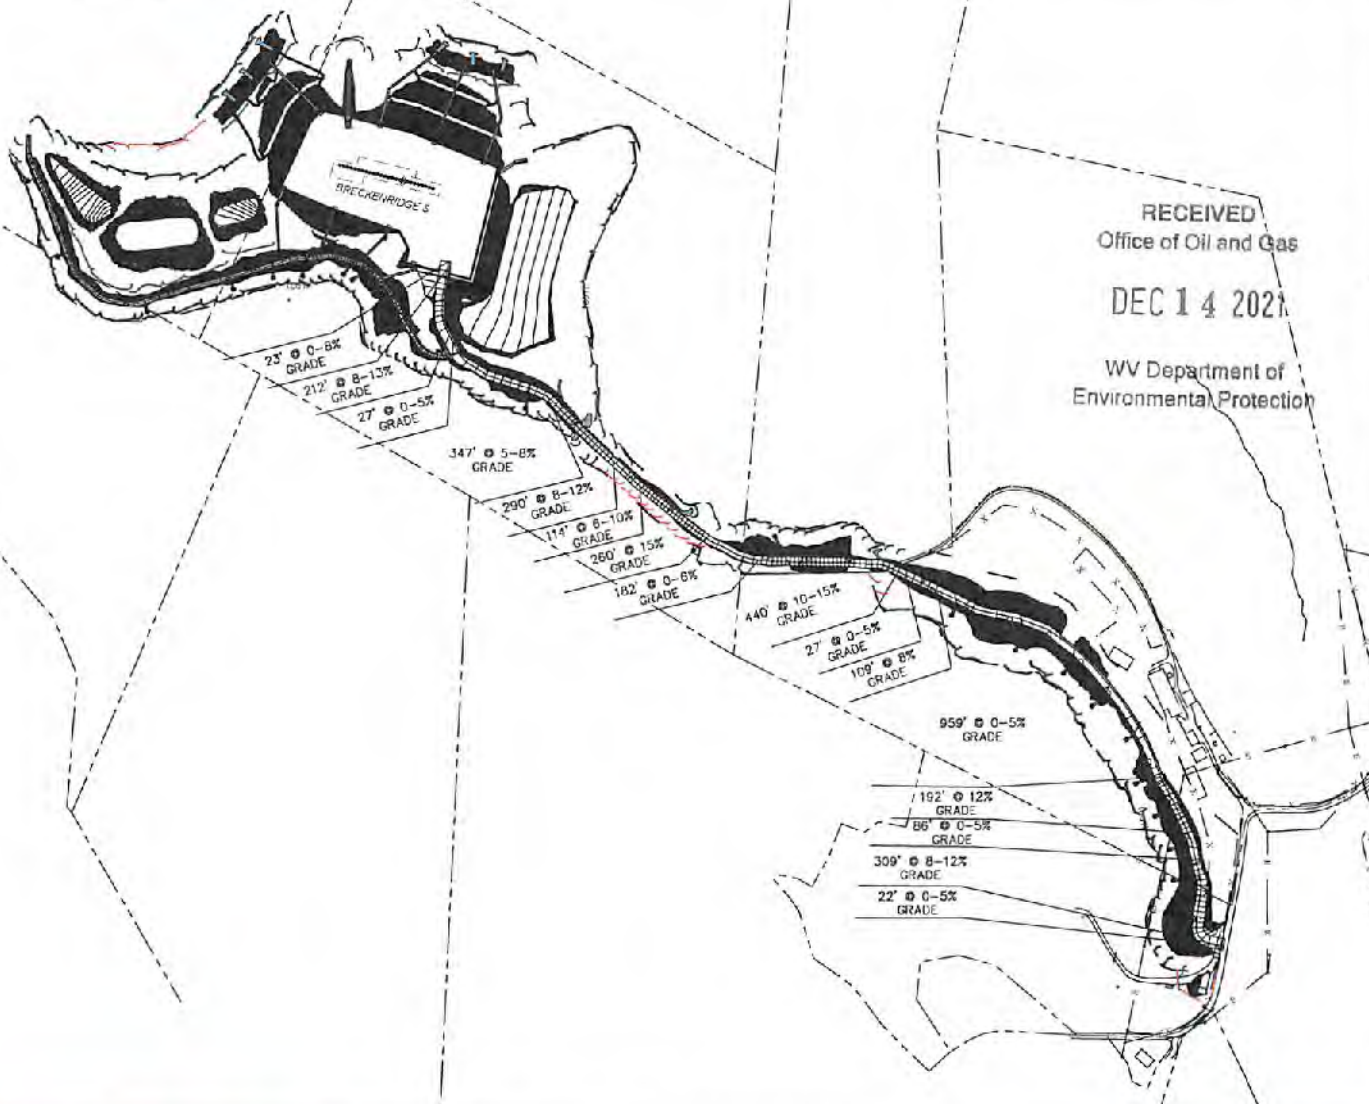 BRECKENRIDGE S
RECEIVED
Office of Oil and Gas
DEC 14 2021
WV Department of
Environmental Protection
23' @ 0-8%
GRADE
212' @ 8-13%
GRADE
27' @ 0-5%
GRADE
347' @ 5-8%
GRADE
290' @ 8-12%
GRADE
114' @ 6-10%
GRADE
260' @ 15%
GRADE
182' @ 0-6%
GRADE
440' @ 10-15%
GRADE
27' @ 0-5%
GRADE
109' @ 8%
GRADE
959' @ 0-5%
GRADE
192' @ 12%
GRADE
86' @ 0-5%
GRADE
309' @ 8-12%
GRADE
22' @ 0-5%
GRADE